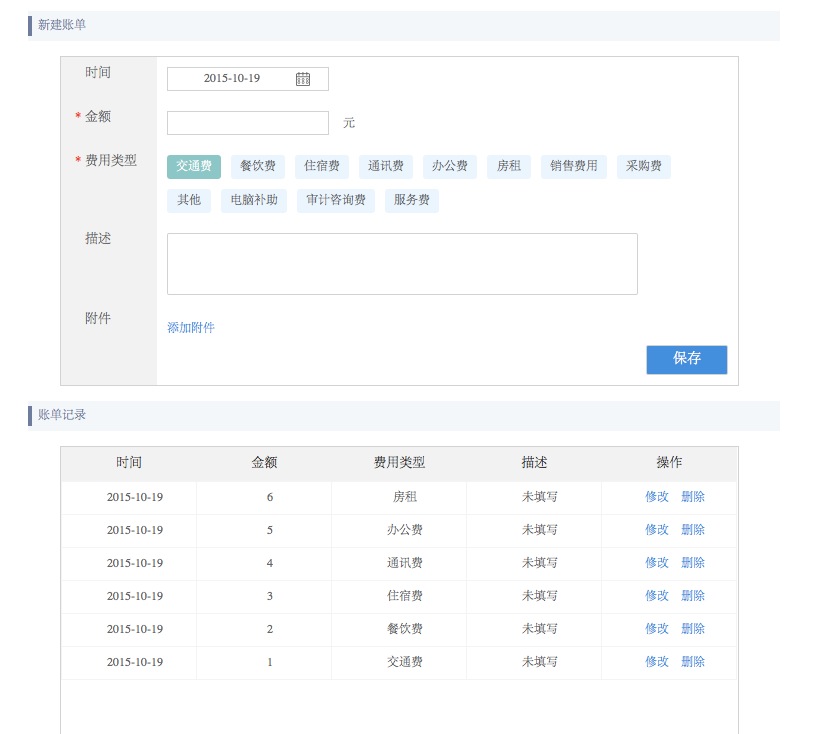 新建账单
时间 2015-10-19
* 金额 元
* 费用类型 交通费 餐饮费 住宿费 通讯费 办公费 房租 销售费用 采购费
其他 电脑补助 审计咨询费 服务费
描述
附件 添加附件
保存
账单记录
时间 金额 费用类型 描述 操作
2015-10-19 6 房租 未填写 修改 删除
2015-10-19 5 办公费 未填写 修改 删除
2015-10-19 4 通讯费 未填写 修改 删除
2015-10-19 3 住宿费 未填写 修改 删除
2015-10-19 2 餐饮费 未填写 修改 删除
2015-10-19 1 交通费 未填写 修改 删除